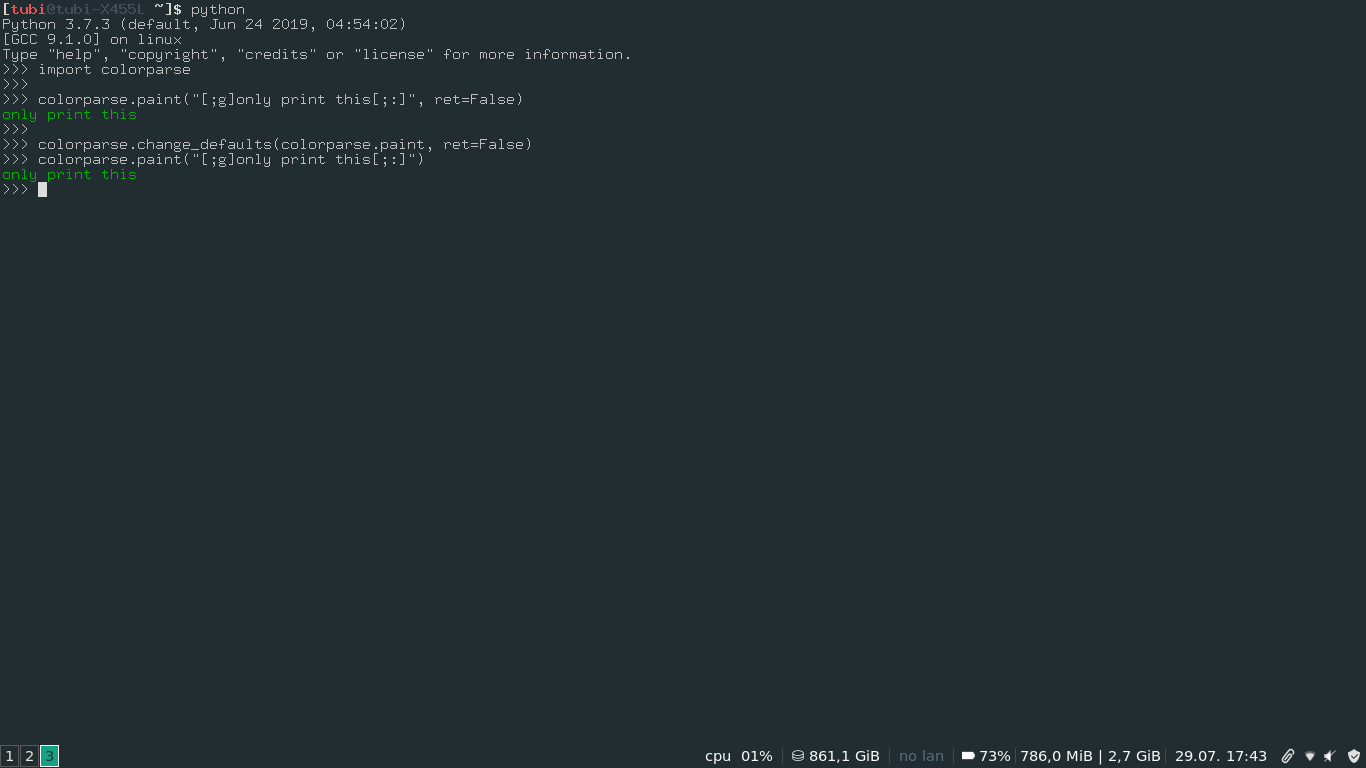 [tubi@tubi-X455L ~]$ python
Python 3.7.3 (default, Jun 24 2019, 04:54:02)
[GCC 9.1.0] on linux
Type "help", "copyright", "credits" or "license" for more information.
>>> import colorparse
>>>
>>> colorparse.paint("[;g]only print this[;:]", ret=False)
only print this
>>>
>>> colorparse.change_defaults(colorparse.paint, ret=False)
>>> colorparse.paint("[;g]only print this[;:]")
only print this
>>>
1 2 3 cpu 01% 861,1 GiB no lan 73% 786,0 MiB | 2,7 GiB 29.07. 17:43